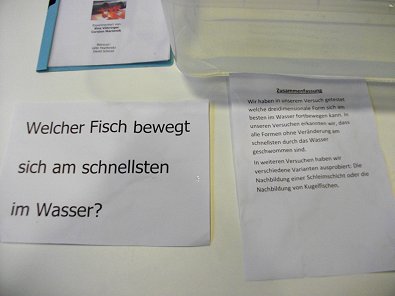 Experimente von
Welcher Fisch bewegt
sich am schnellsten
im Wasser?
Zusammenfassung
Wir haben in unserem Versuch getestet
welche dreidimensionale Form sich am
besten im Wasser fortbewegen kann. In
unseren Versuchen erkannten wir, dass
alle Formen ohne Veränderung am
schnellsten durch das Wasser
geschwommen sind.
In weiteren Versuchen haben wir
verschiedene Varianten ausprobiert: Die
Nachbildung einer Schleimschicht oder die
Nachbildung von Kugelfischen.